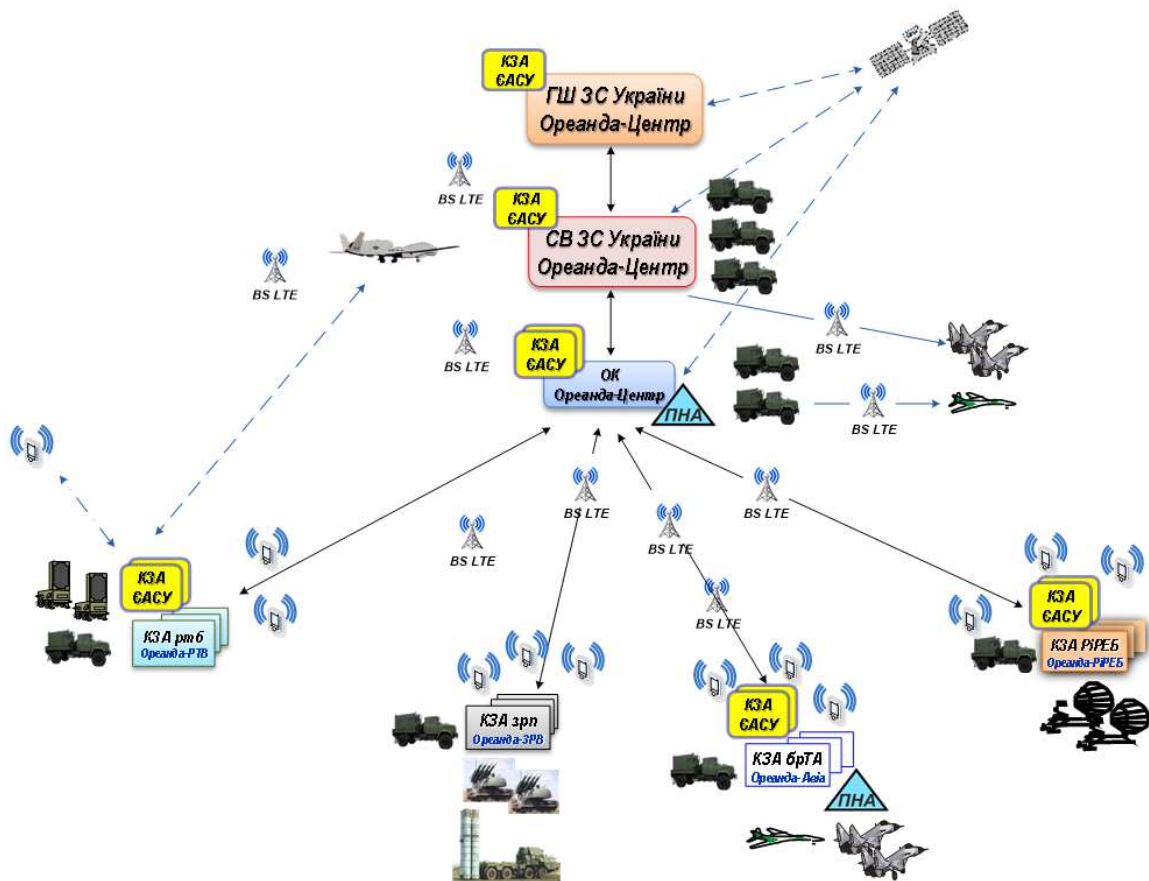 КЗА
ЄАСУ
ГШ ЗС України
Ореанда-Центр
BS LTE
КЗА
ЄАСУ
СВ ЗС України
Ореанда-Центр
BS LTE
BS LTE
КЗА
ЄАСУ
ОК
Ореанда-Центр
ПНА
BS LTE
BS LTE
BS LTE
BS LTE
BS LTE
BS LTE
BS LTE
КЗА
ЄАСУ
КЗА ртб
Ореанда-РТВ
КЗА
ЄАСУ
КЗА РіРЕБ
Ореанда-РіРЕБ
КЗА зрп
Ореанда-ЗРВ
КЗА
ЄАСУ
КЗА брТА
Ореанда-Авіа
ПНА